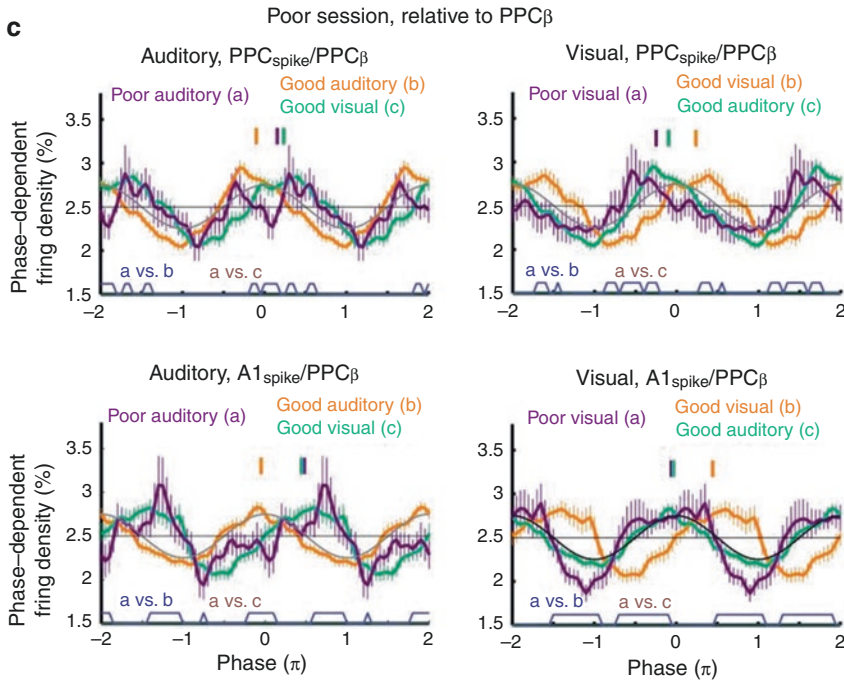 c
Poor session, relative to PPCβ
Auditory, PPCspike/PPCβ
Poor auditory (a)
Good auditory (b)
Good visual (c)
Phase–dependent
fring density (%)
3.5
3
2.5
2
1.5
a vs. b
a vs. c
–2
–1
0
1
2
Visual, PPCspike/PPCβ
Poor visual (a)
Good visual (b)
Good auditory (c)
3.5
3
2.5
2
1.5
a vs. b
a vs. c
–2
–1
0
1
2
Auditory, A1spike/PPCβ
Poor auditory (a)
Good auditory (b)
Good visual (c)
Phase–dependent
fring density (%)
3.5
3
2.5
2
1.5
a vs. b
a vs. c
–2
–1
0
1
2
Phase (π)
Visual, A1spike/PPCβ
Poor visual (a)
Good visual (b)
Good auditory (c)
3.5
3
2.5
2
1.5
a vs. b
a vs. c
–2
–1
0
1
2
Phase (π)